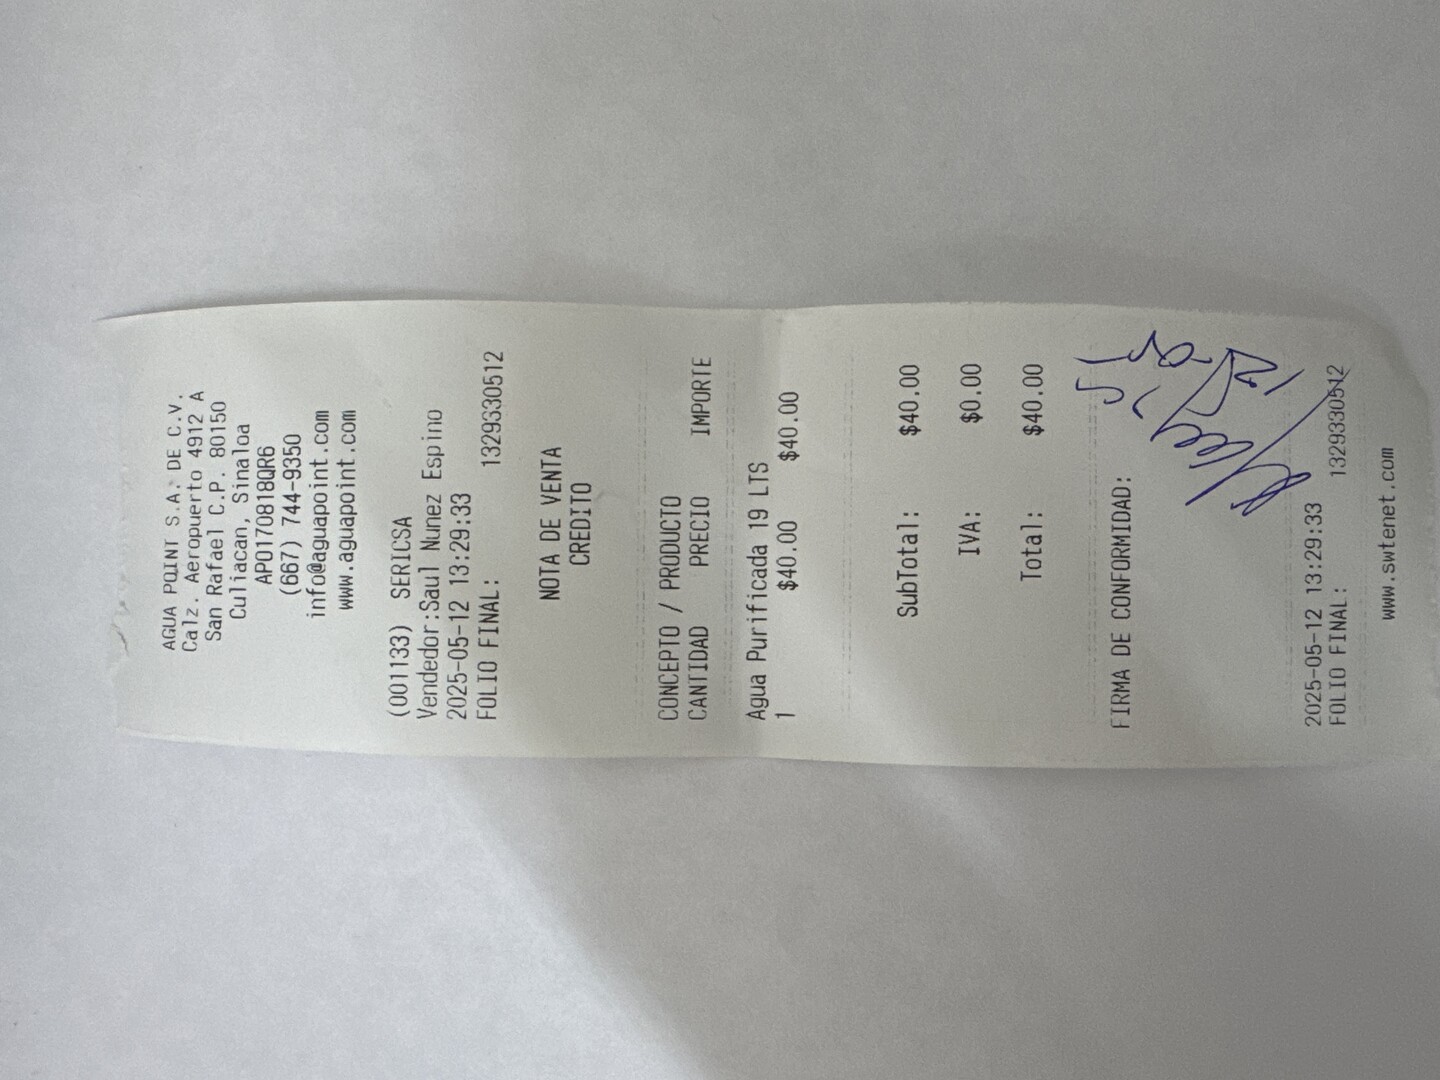 AGUA POINT S.A. DE C.V.
Calz. Aeropuerto 4912 A
San Rafael C.P. 80150
Culiacan, Sinaloa
APO170818QR6
(667) 744-9350
info@aguapoint.com
www.aguapoint.com
(001133) SERICSA
Vendedor:Saul Nunez Espino
2025-05-12 13:29:33
FOLIO FINAL: 1329330512
NOTA DE VENTA
CREDITO
CONCEPTO / PRODUCTO
CANTIDAD PRECIO IMPORTE
Agua Purificada 19 LTS
1 $40.00 $40.00
SubTotal: $40.00
IVA: $0.00
Total: $40.00
FIRMA DE CONFORMIDAD:
2025-05-12 13:29:33
FOLIO FINAL: 1329330512
www.swtenet.com